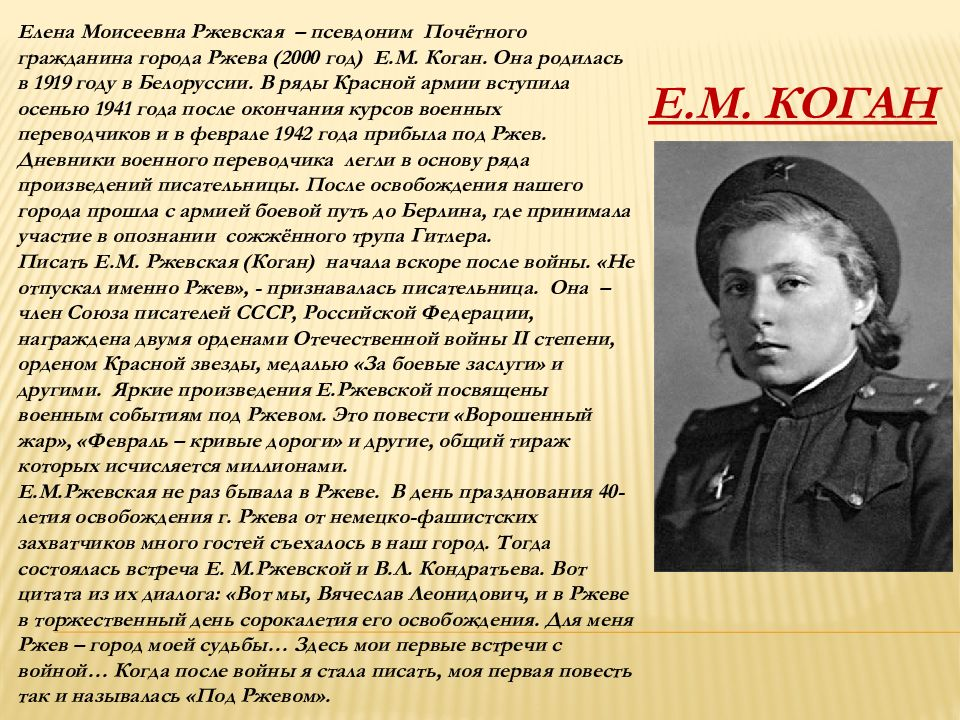 Елена Моисеевна Ржевская – псевдоним Почётного
гражданина города Ржева (2000 год) Е.М. Коган. Она родилась
в 1919 году в Белоруссии. В ряды Красной армии вступила
осенью 1941 года после окончания курсов военных
переводчиков и в феврале 1942 года прибыла под Ржев.
Дневники военного переводчика легли в основу ряда
произведений писательницы. После освобождения нашего
города прошла с армией боевой путь до Берлина, где принимала
участие в опознании сожжённого трупа Гитлера.
Писать Е.М. Ржевская (Коган) начала вскоре после войны. «Не
отпускал именно Ржев», - признавалась писательница. Она –
член Союза писателей СССР, Российской Федерации,
награждена двумя орденами Отечественной войны II степени,
орденом Красной звезды, медалью «За боевые заслуги» и
другими. Яркие произведения Е.Ржевской посвящены
военным событиям под Ржевом. Это повести «Ворошенный
жар», «Февраль – кривые дороги» и другие, общий тираж
которых исчисляется миллионами.
Е.М.Ржевская не раз бывала в Ржеве. В день празднования 40-
летия освобождения г. Ржева от немецко-фашистских
захватчиков много гостей съехалось в наш город. Тогда
состоялась встреча Е. М.Ржевской и В.Л. Кондратьева. Вот
цитата из их диалога: «Вот мы, Вячеслав Леонидович, и в Ржеве
в торжественный день сорокалетия его освобождения. Для меня
Ржев – город моей судьбы… Здесь мои первые встречи с
войной… Когда после войны я стала писать, моя первая повесть
так и называлась «Под Ржевом».
Е.М. КОГАН